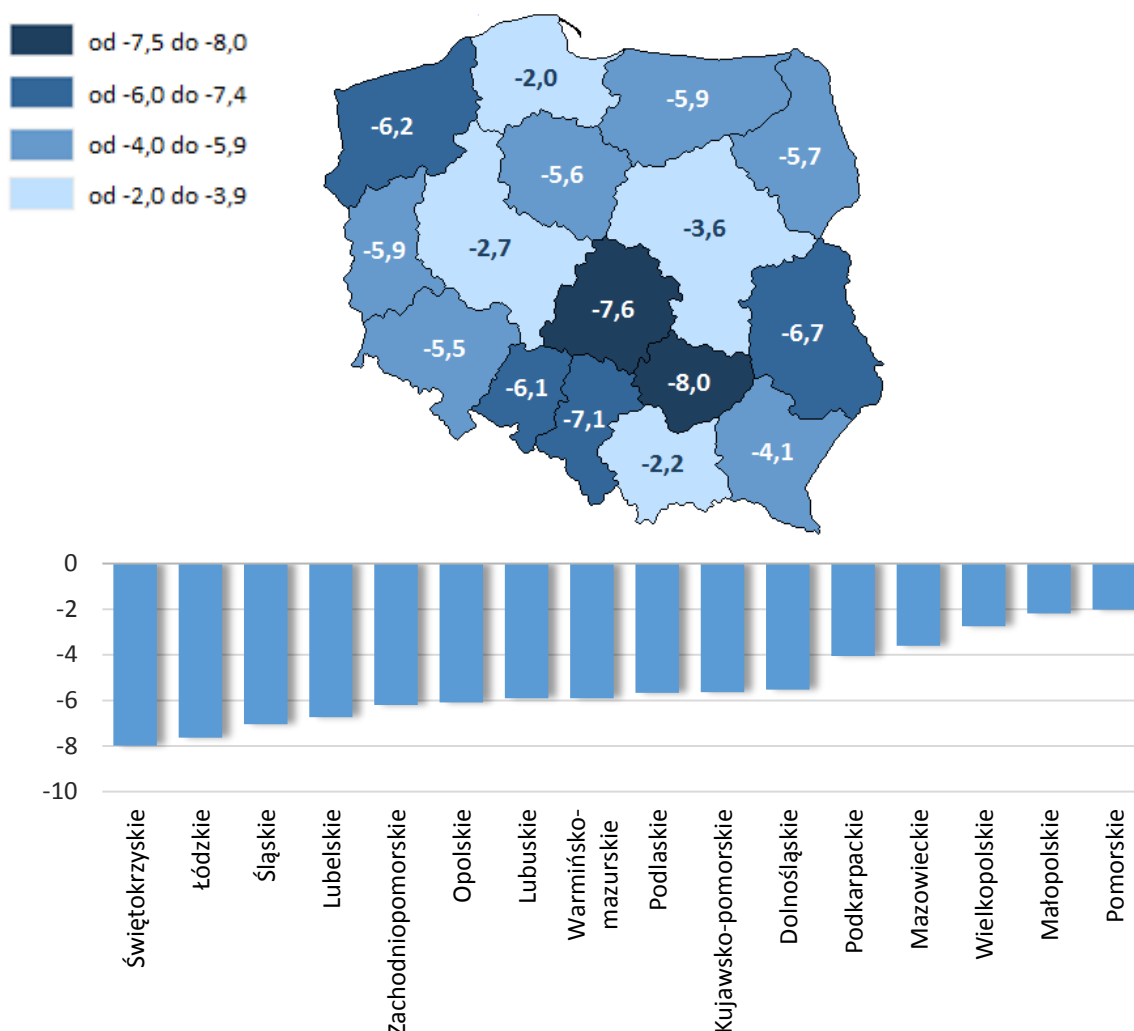 od -7,5 do -8,0
od -6,0 do -7,4
od -4,0 do -5,9
od -2,0 do -3,9
-2,0
-5,9
-6,2
-5,7
-5,6
-3,6
-5,9
-2,7
-7,6
-6,7
-5,5
-6,1
-8,0
-7,1
-4,1
-2,2
0
-2
-4
-6
-8
-10
Świętokrzyskie
Łódzkie
Śląskie
Lubelskie
Zachodniopomorskie
Opolskie
Lubuskie
Warmińsko-
mazurskie
Podlaskie
Kujawsko-pomorskie
Dolnośląskie
Podkarpackie
Mazowieckie
Wielkopolskie
Małopolskie
Pomorskie